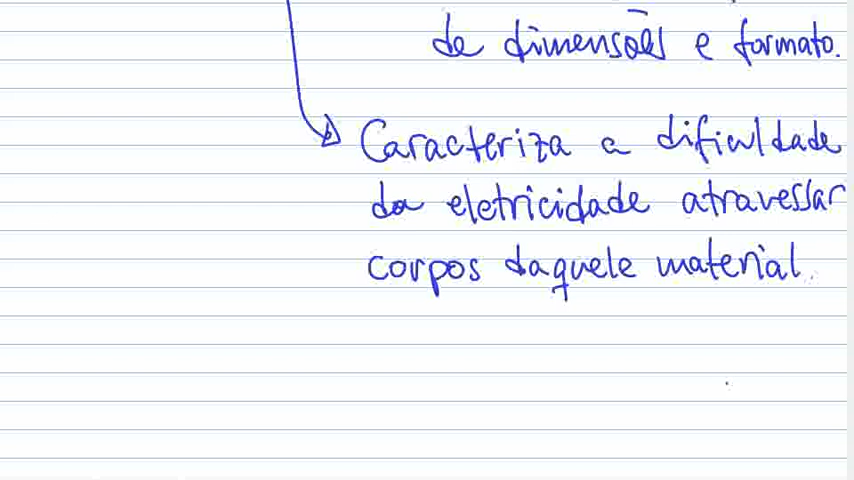 de dimensões e formato.
Caracteriza a dificuldade
da eletricidade atravessar
corpos daquele material.